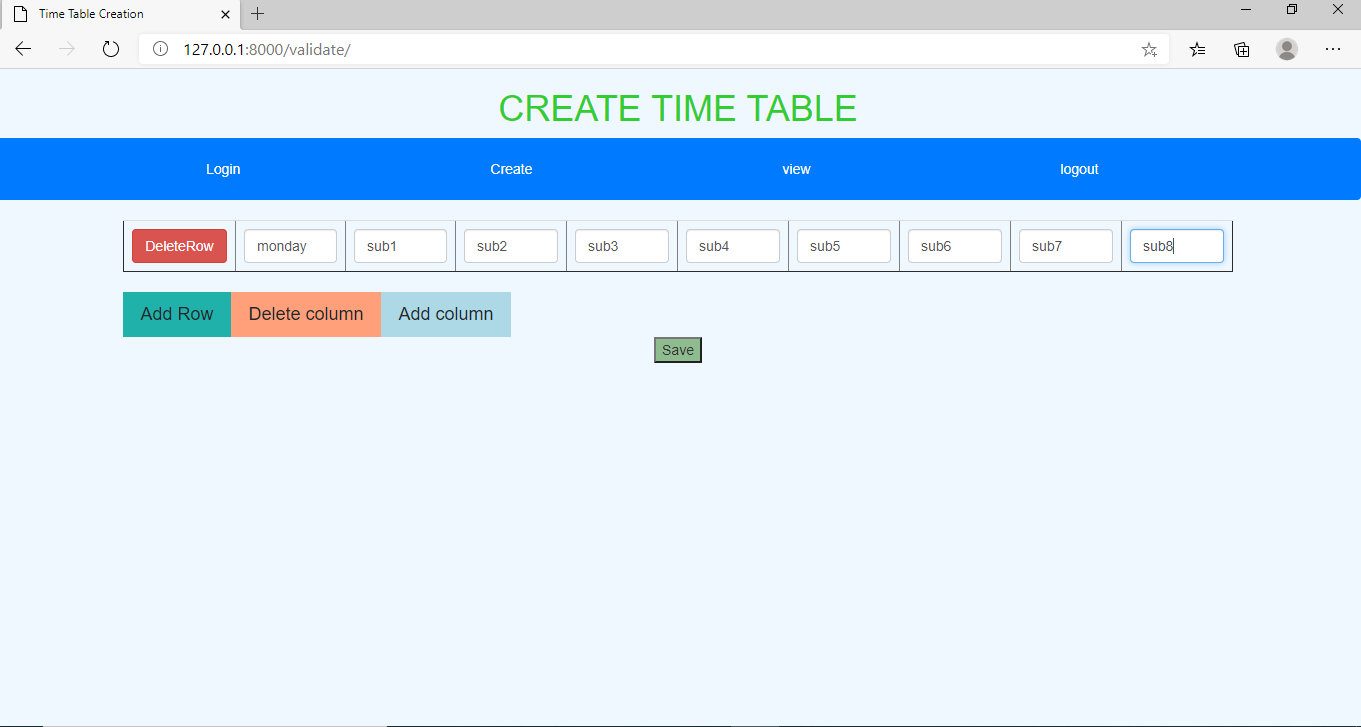 Time Table Creation
127.0.0.1:8000/validate/
CREATE TIME TABLE
Login Create view logout
DeleteRow monday sub1 sub2 sub3 sub4 sub5 sub6 sub7 sub8
Add Row Delete column Add column
Save